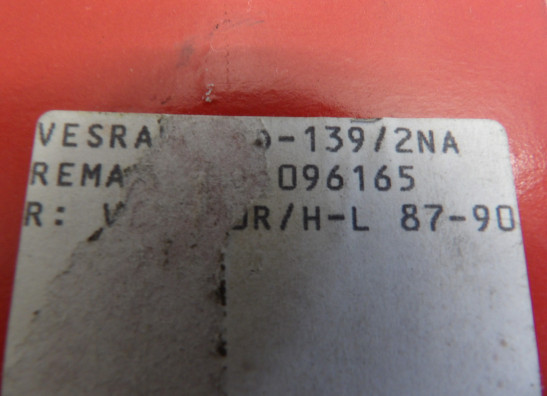 VESRA -139/2NA
REMA 096165
R: V R/H-L 87-90